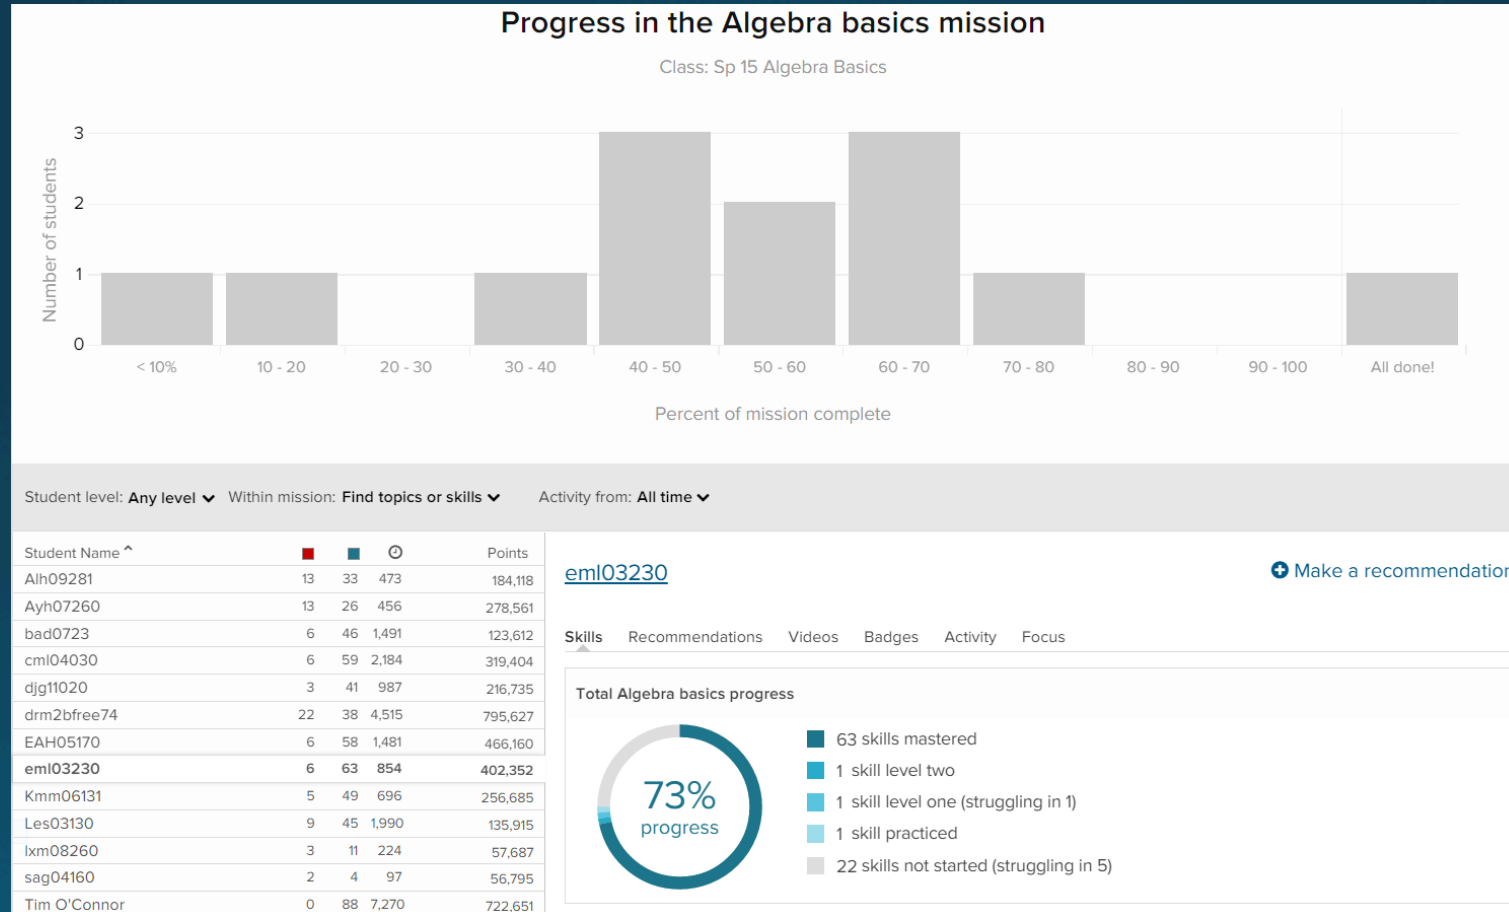 Progress in the Algebra basics mission
Class: Sp 15 Algebra Basics
Number of students
3
2
1
0
< 10%
10 - 20
20 - 30
30 - 40
40 - 50
50 - 60
60 - 70
70 - 80
80 - 90
90 - 100
All done!
Percent of mission complete
Student level: Any level Within mission: Find topics or skills Activity from: All time
Student Name Points
Alh09281 13 33 473 184,118
Ayh07260 13 26 456 278,561
bad0723 6 46 1,491 123,612
cml04030 6 59 2,184 319,404
djg11020 3 41 987 216,735
drm2bfree74 22 38 4,515 795,627
EAH05170 6 58 1,481 466,160
eml03230 6 63 854 402,352
Kmm06131 5 49 696 256,685
Les03130 9 45 1,990 135,915
lxm08260 3 11 224 57,687
sag04160 2 4 97 56,795
Tim O'Connor 0 88 7,270 722,651
eml03230
Make a recommendation
Skills Recommendations Videos Badges Activity Focus
Total Algebra basics progress
73%
progress
63 skills mastered
1 skill level two
1 skill level one (struggling in 1)
1 skill practiced
22 skills not started (struggling in 5)